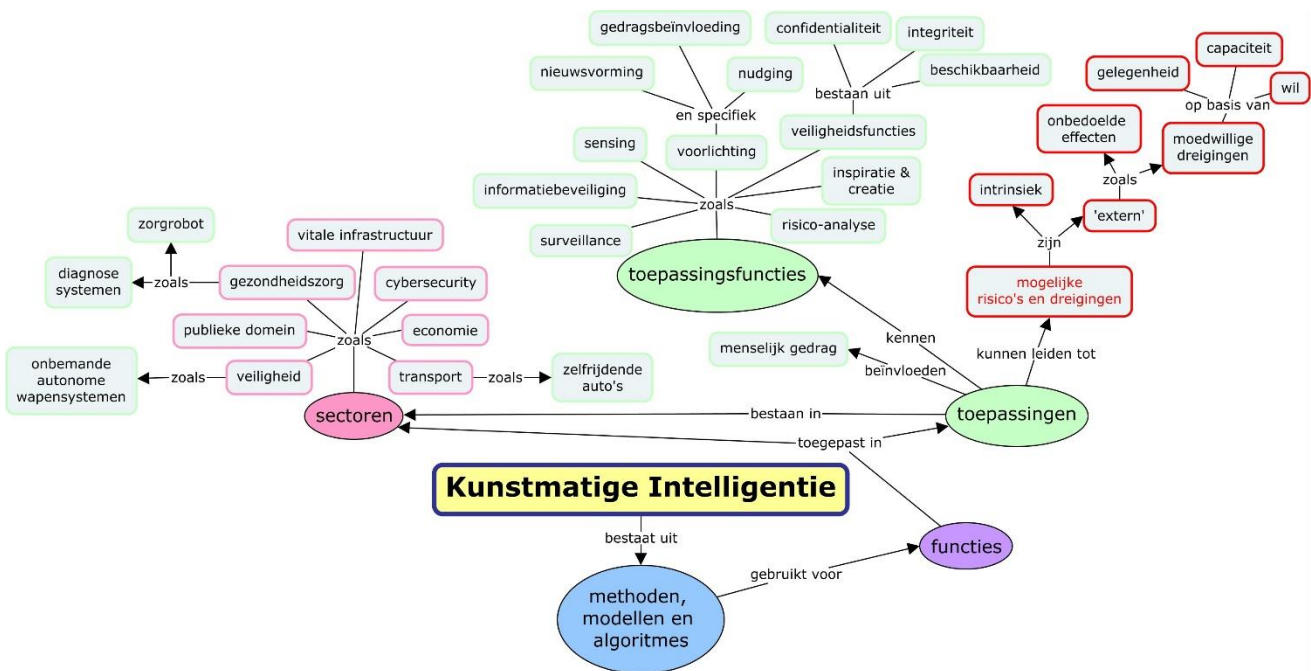 gedragsbeïnvloeding
confidentialiteit
integriteit
capaciteit
nieuwsvorming
nudging
beschikbaarheid
gelegenheid
wil
bestaan uit
op basis van
en specifiek
onbedoelde
effecten
moedwillige
dreigingen
sensing
voorlichting
veiligheidsfuncties
zoals
informatiebeveiliging
inspiratie &
creatie
intrinsiek
zoals
'extern'
surveillance
risico-analyse
zijn
zorgrobot
vitale infrastructuur
toepassingsfuncties
mogelijke
risico's en dreigingen
diagnose
systemen
zoals
gezondheidszorg
cybersecurity
publieke domein
zoals
economie
kennen
menselijk gedrag
kunnen leiden tot
beïnvloeden
onbemande
autonome
wapensystemen
zoals
veiligheid
transport
zoals
zelfrijdende
auto's
sectoren
bestaan in
toepassingen
toegepast in
Kunstmatige Intelligentie
bestaat uit
functies
gebruikt voor
methoden,
modellen en
algoritmes